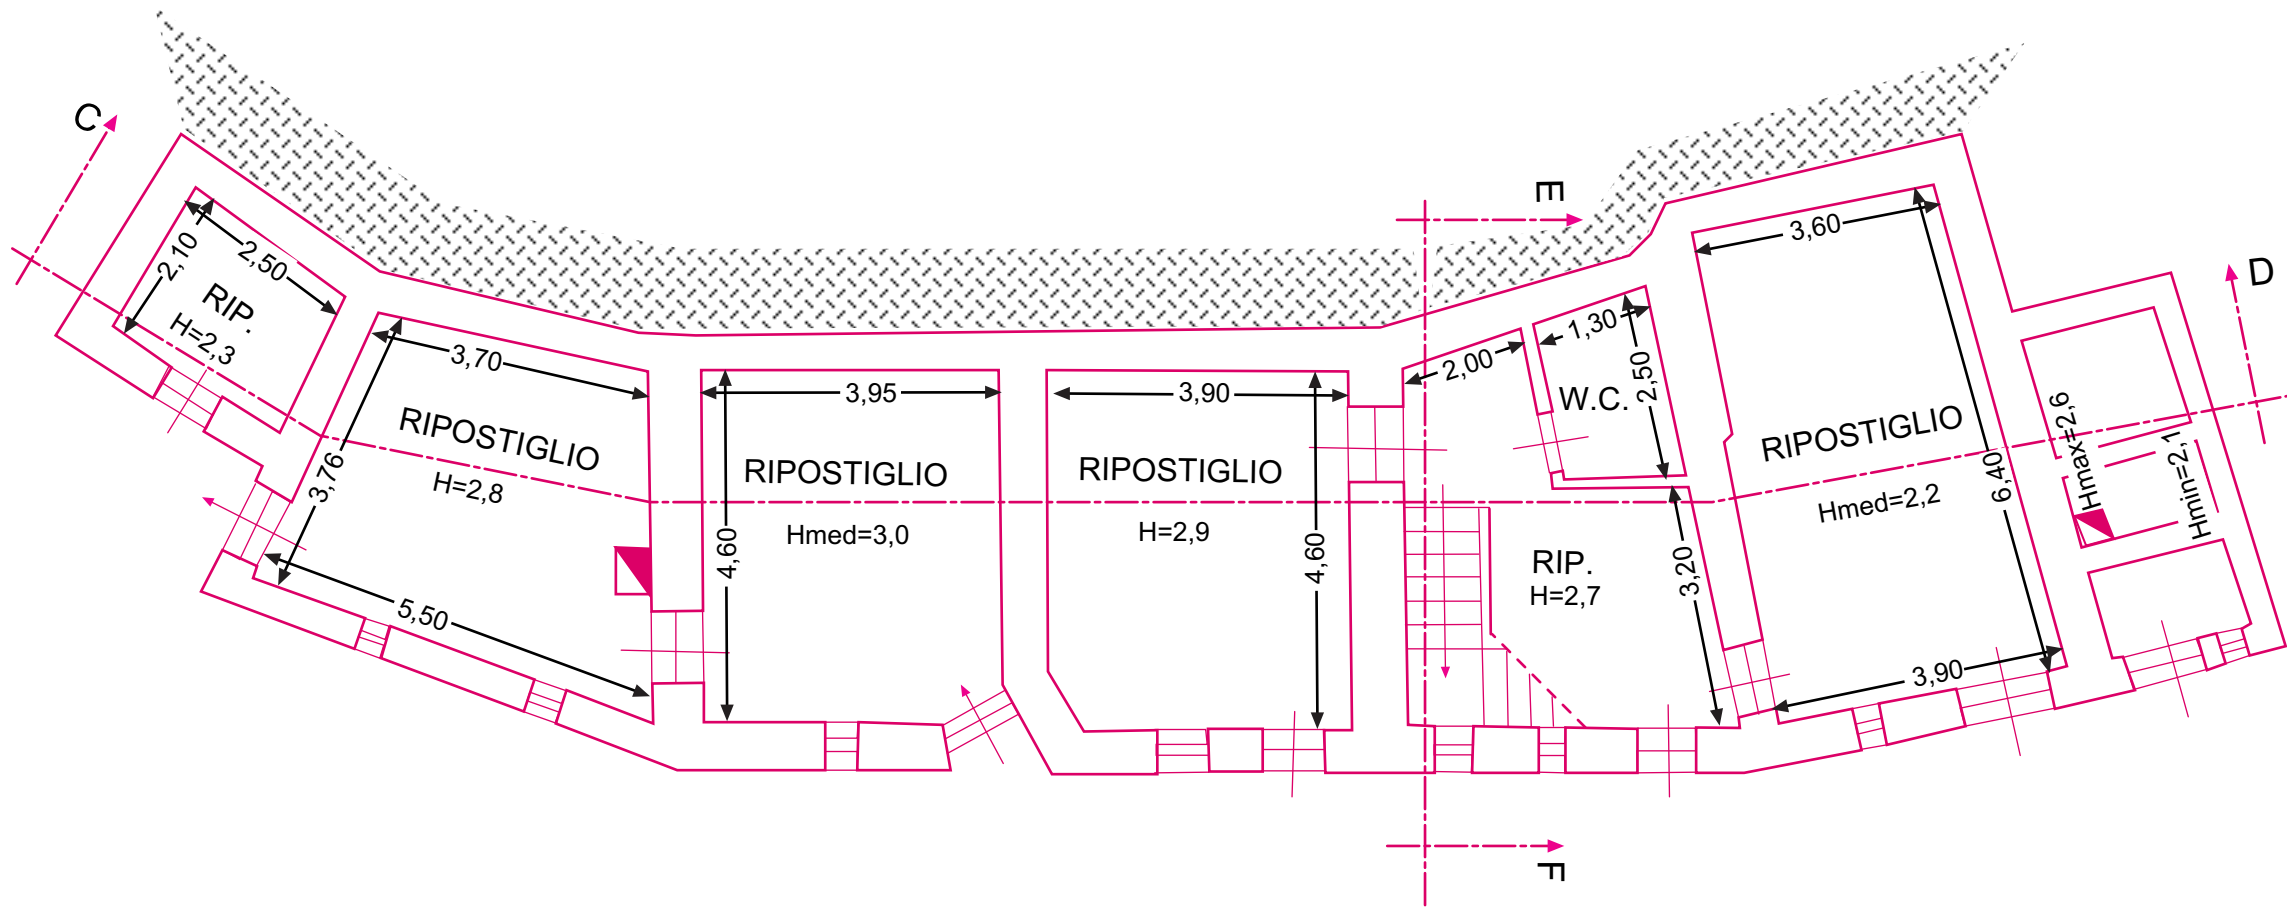 C
2,10
2,50
RIP.
H=2,3
3,70
3,76
RIPOSTIGLIO
H=2,8
5,50
3,95
RIPOSTIGLIO
Hmed=3,0
4,60
3,90
RIPOSTIGLIO
H=2,9
4,60
E
2,00
1,30
2,50
W.C.
RIP.
H=2,7
3,20
3,60
RIPOSTIGLIO
Hmed=2,2
6,40
3,90
D
Hmax=2,6
Hmin=2,1
F